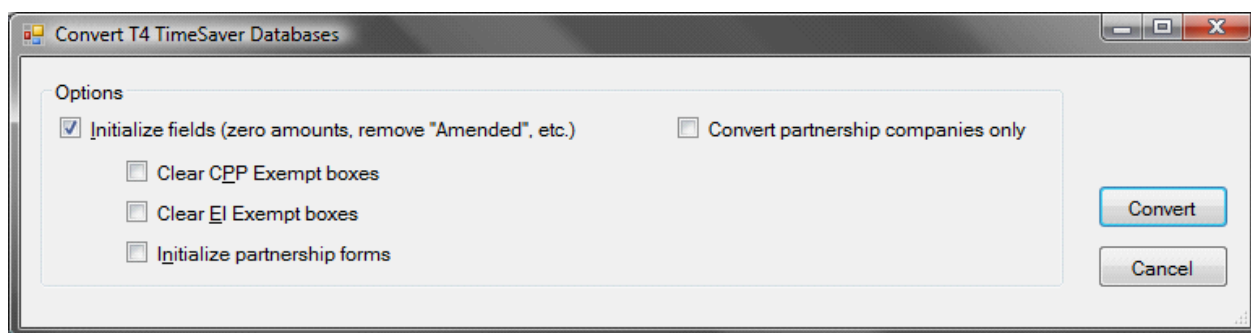 Convert T4 TimeSaver Databases
Options
Initialize fields (zero amounts, remove "Amended", etc.)
Convert partnership companies only
Clear CPP Exempt boxes
Clear EI Exempt boxes
Initialize partnership forms
Convert
Cancel